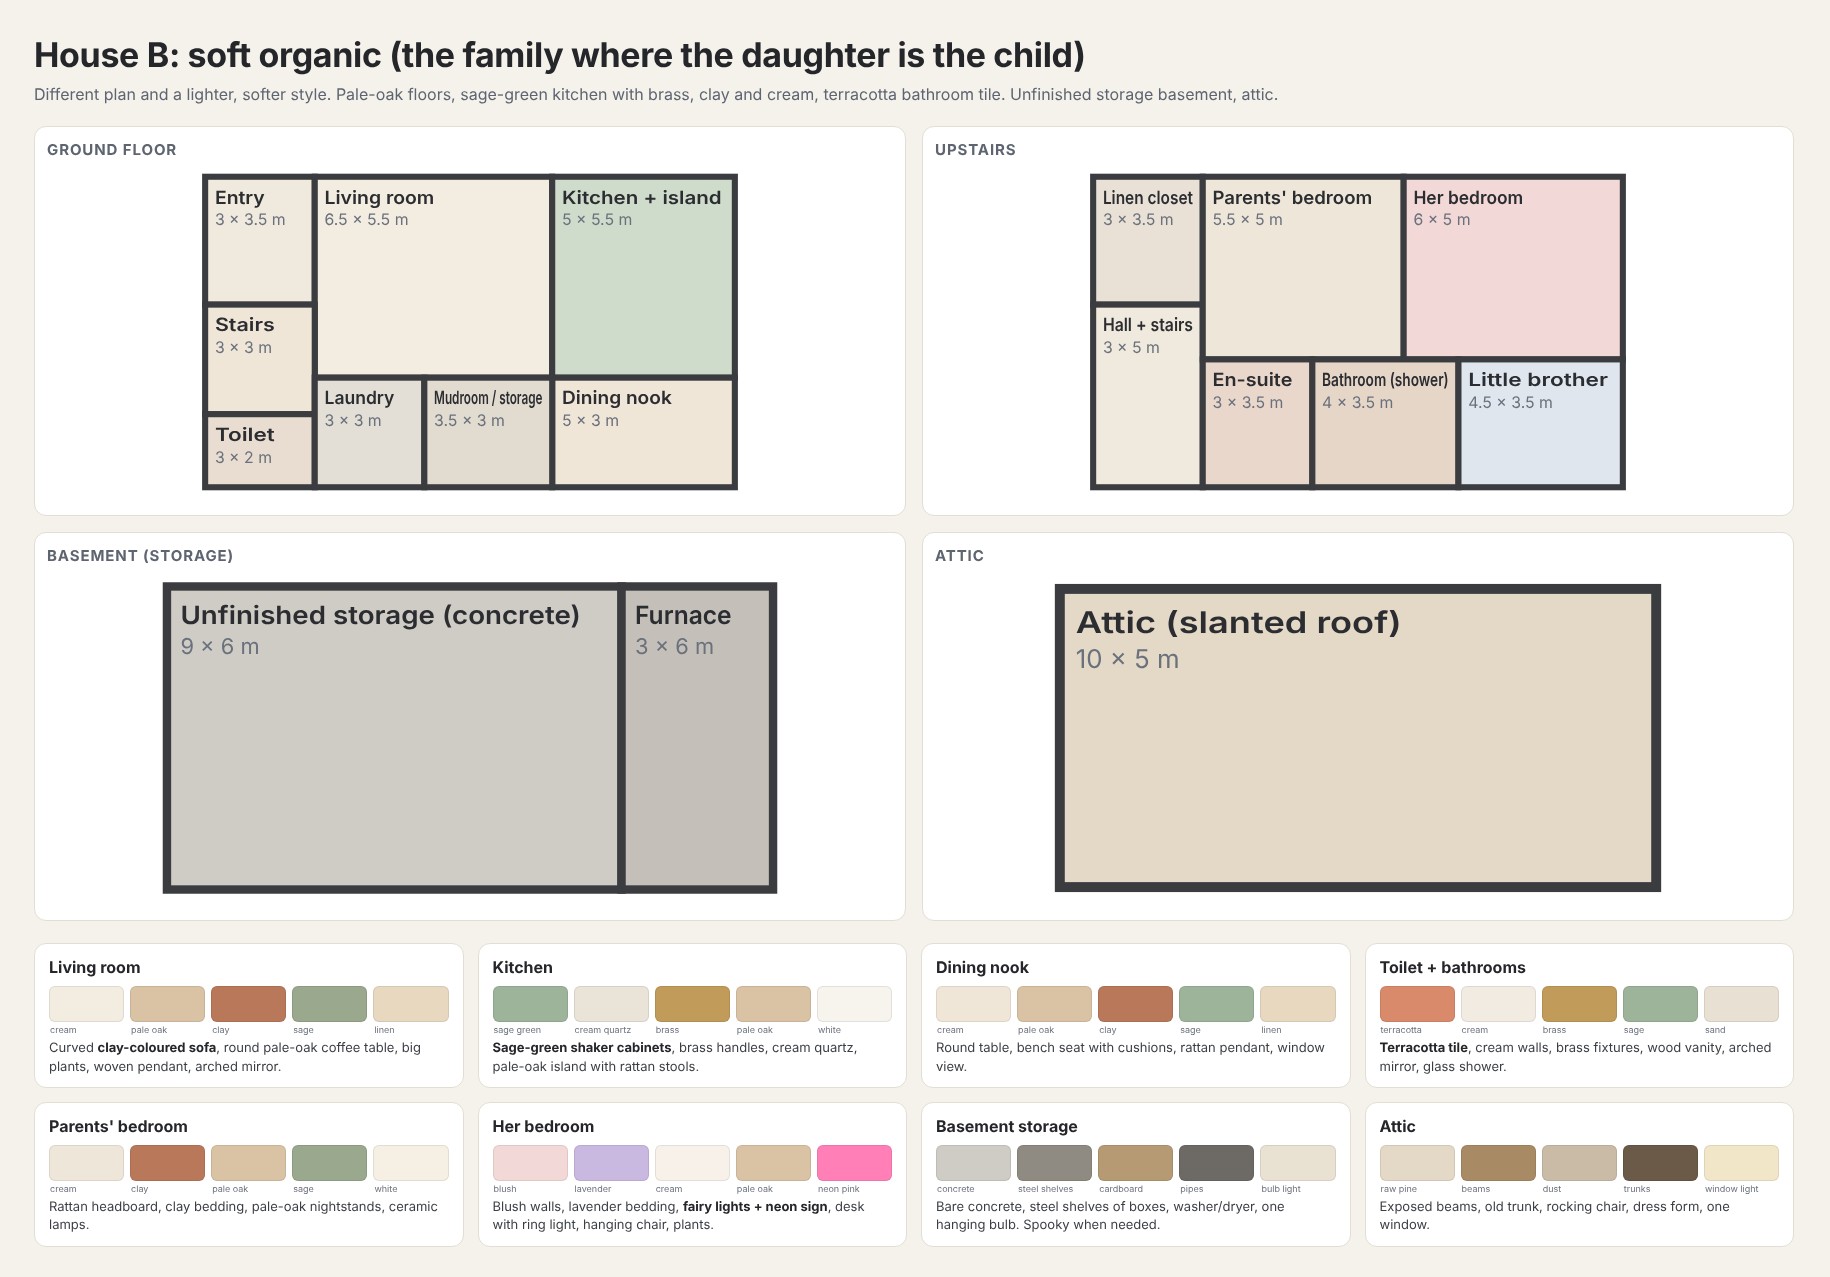 House B: soft organic (the family where the daughter is the child)
Different plan and a lighter, softer style. Pale-oak floors, sage-green kitchen with brass, clay and cream, terracotta bathroom tile. Unfinished storage basement, attic.
GROUND FLOOR
Entry
3 × 3.5 m
Living room
6.5 × 5.5 m
Kitchen + island
5 × 5.5 m
Stairs
3 × 3 m
Toilet
3 × 2 m
Laundry
3 × 3 m
Mudroom / storage
3.5 × 3 m
Dining nook
5 × 3 m
UPSTAIRS
Linen closet
3 × 3.5 m
Parents' bedroom
5.5 × 5 m
Her bedroom
6 × 5 m
Hall + stairs
3 × 5 m
En-suite
3 × 3.5 m
Bathroom (shower)
4 × 3.5 m
Little brother
4.5 × 3.5 m
BASEMENT (STORAGE)
Unfinished storage (concrete)
9 × 6 m
Furnace
3 × 6 m
ATTIC
Attic (slanted roof)
10 × 5 m
Living room
cream pale oak clay sage linen
Curved clay-coloured sofa, round pale-oak coffee table, big
plants, woven pendant, arched mirror.
Kitchen
sage green cream quartz brass pale oak white
Sage-green shaker cabinets, brass handles, cream quartz,
pale-oak island with rattan stools.
Dining nook
cream pale oak clay sage linen
Round table, bench seat with cushions, rattan pendant, window
view.
Toilet + bathrooms
terracotta cream brass sage sand
Terracotta tile, cream walls, brass fixtures, wood vanity, arched
mirror, glass shower.
Parents' bedroom
cream clay pale oak sage white
Rattan headboard, clay bedding, pale-oak nightstands, ceramic
lamps.
Her bedroom
blush lavender cream pale oak neon pink
Blush walls, lavender bedding, fairy lights + neon sign, desk
with ring light, hanging chair, plants.
Basement storage
concrete steel shelves cardboard pipes bulb light
Bare concrete, steel shelves of boxes, washer/dryer, one
hanging bulb. Spooky when needed.
Attic
raw pine beams dust trunks window light
Exposed beams, old trunk, rocking chair, dress form, one
window.